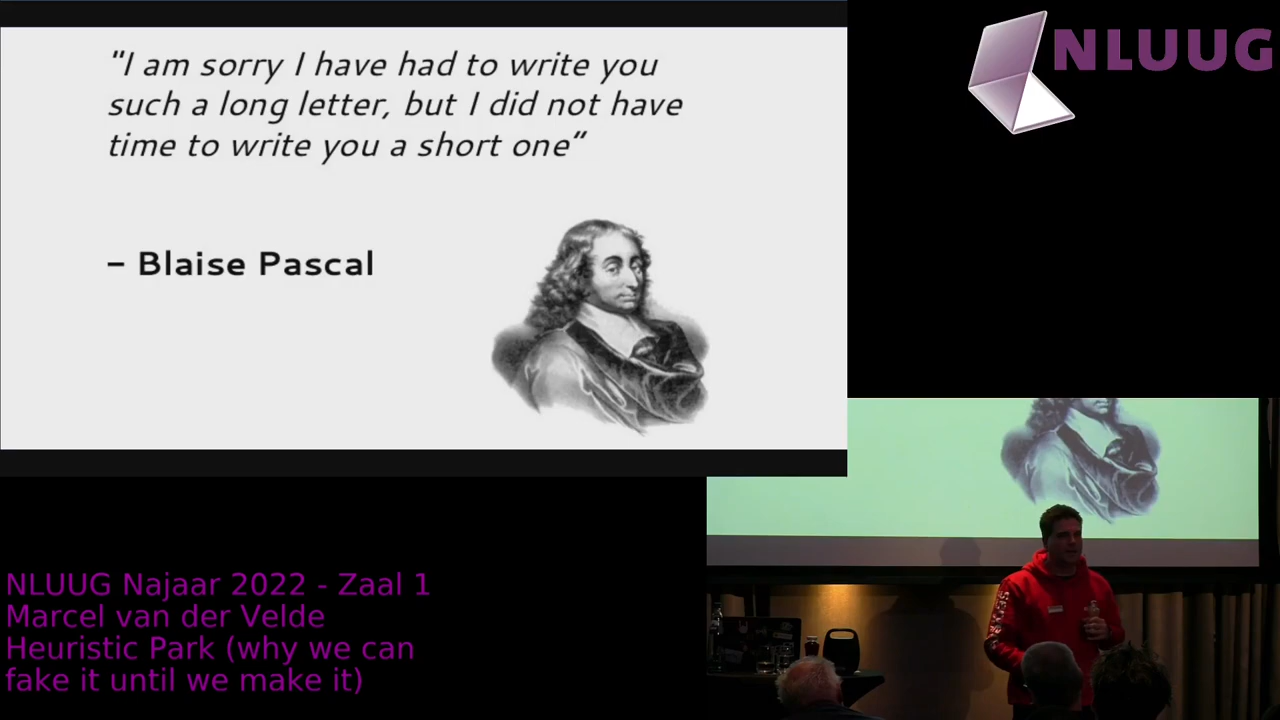 "I am sorry I have had to write you
such a long letter, but I did not have
time to write you a short one”
– Blaise Pascal
NLUUG
NLUUG Najaar 2022 - Zaal 1
Marcel van der Velde
Heuristic Park (why we can
fake it until we make it)